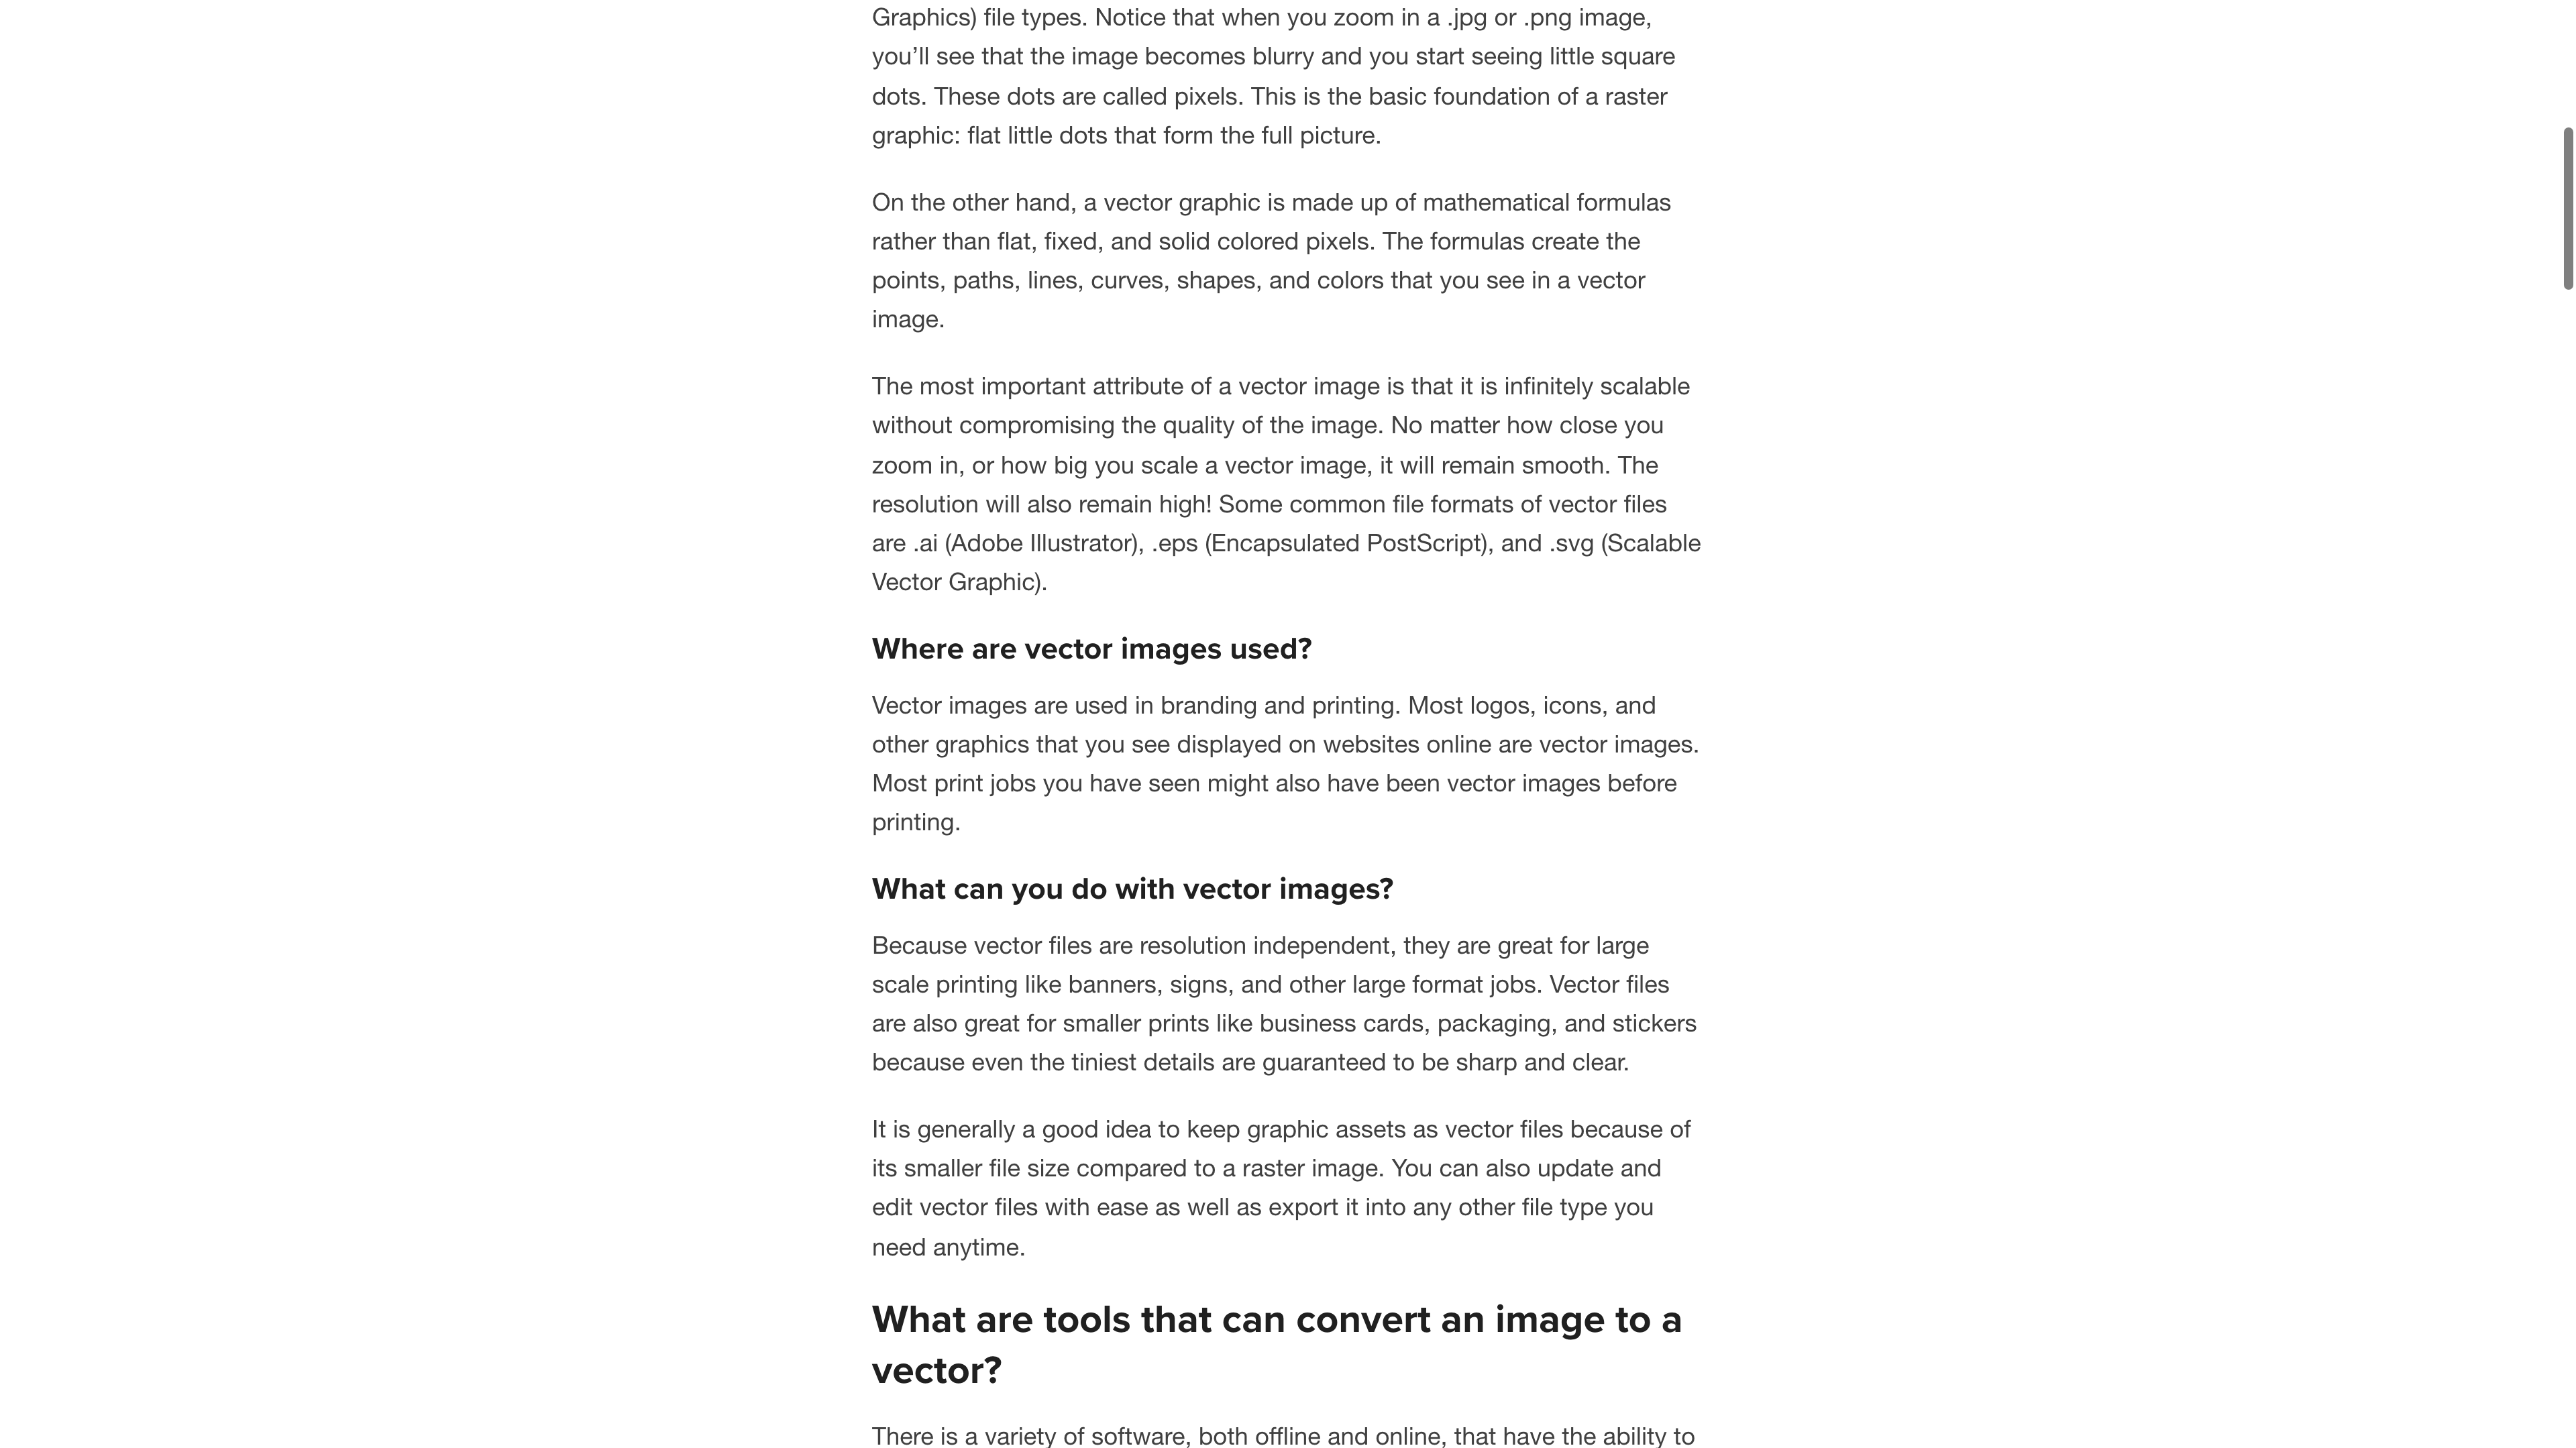 Graphics) file types. Notice that when you zoom in a .jpg or .png image,
you’ll see that the image becomes blurry and you start seeing little square
dots. These dots are called pixels. This is the basic foundation of a raster
graphic: flat little dots that form the full picture.
On the other hand, a vector graphic is made up of mathematical formulas
rather than flat, fixed, and solid colored pixels. The formulas create the
points, paths, lines, curves, shapes, and colors that you see in a vector
image.
The most important attribute of a vector image is that it is infinitely scalable
without compromising the quality of the image. No matter how close you
zoom in, or how big you scale a vector image, it will remain smooth. The
resolution will also remain high! Some common file formats of vector files
are .ai (Adobe Illustrator), .eps (Encapsulated PostScript), and .svg (Scalable
Vector Graphic).
Where are vector images used?
Vector images are used in branding and printing. Most logos, icons, and
other graphics that you see displayed on websites online are vector images.
Most print jobs you have seen might also have been vector images before
printing.
What can you do with vector images?
Because vector files are resolution independent, they are great for large
scale printing like banners, signs, and other large format jobs. Vector files
are also great for smaller prints like business cards, packaging, and stickers
because even the tiniest details are guaranteed to be sharp and clear.
It is generally a good idea to keep graphic assets as vector files because of
its smaller file size compared to a raster image. You can also update and
edit vector files with ease as well as export it into any other file type you
need anytime.
What are tools that can convert an image to a
vector?
There is a variety of software, both offline and online, that have the ability to